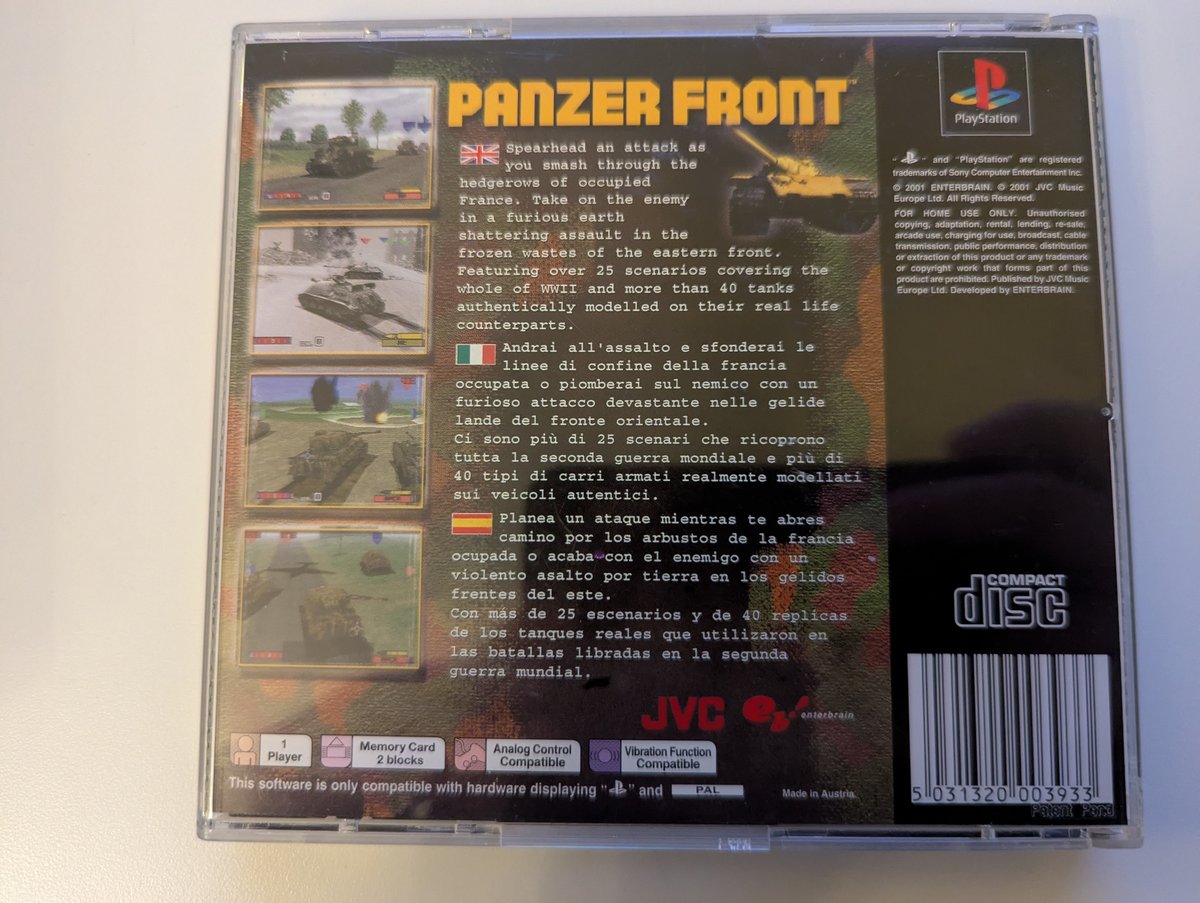 PANZER FRONT™
Spearhead an attack as
you smash through the
hedgerows of occupied
France. Take on the enemy
in a furious earth
shattering assault in the
frozen wastes of the eastern front.
Featuring over 25 scenarios covering the
whole of WWII and more than 40 tanks
authentically modelled on their real life
counterparts.
Andrai all'assalto e sfonderai le
linee di confine della francia
occupata o piomberai sul nemico con un
furioso attacco devastante nelle gelide
lande del fronte orientale.
Ci sono più di 25 scenari che ricoprono
tutta la seconda guerra mondiale e più di
40 tipi di carri armati realmente modellati
sui veicoli autentici.
Planea un ataque mientras te abres
camino por los arbustos de la francia
ocupada o acaba con el enemigo con un
violento asalto por tierra en los gélidos
frentes del este.
Con más de 25 escenarios y de 40 replicas
de los tanques reales que utilizaron en
las batallas libradas en la segunda
guerra mundial.
JVC eb! enterbrain
1
Player
Memory Card
2 blocks
Analog Control
Compatible
Vibration Function
Compatible
This software is only compatible with hardware displaying " " and PAL
Made in Austria.
PlayStation
" " and "PlayStation" are registered
trademarks of Sony Computer Entertainment Inc.
© 2001 ENTERBRAIN. © 2001 JVC Music
Europe Ltd. All Rights Reserved.
FOR HOME USE ONLY. Unauthorised
copying, adaptation, rental, lending, re-sale,
arcade use, charging for use, broadcast, cable
transmission, public performance, distribution
or extraction of this product or any trademark
or copyright work that forms part of this
product are prohibited. Published by JVC Music
Europe Ltd. Developed by ENTERBRAIN.
COMPACT
disc
5 031320 003933
Patent Pend